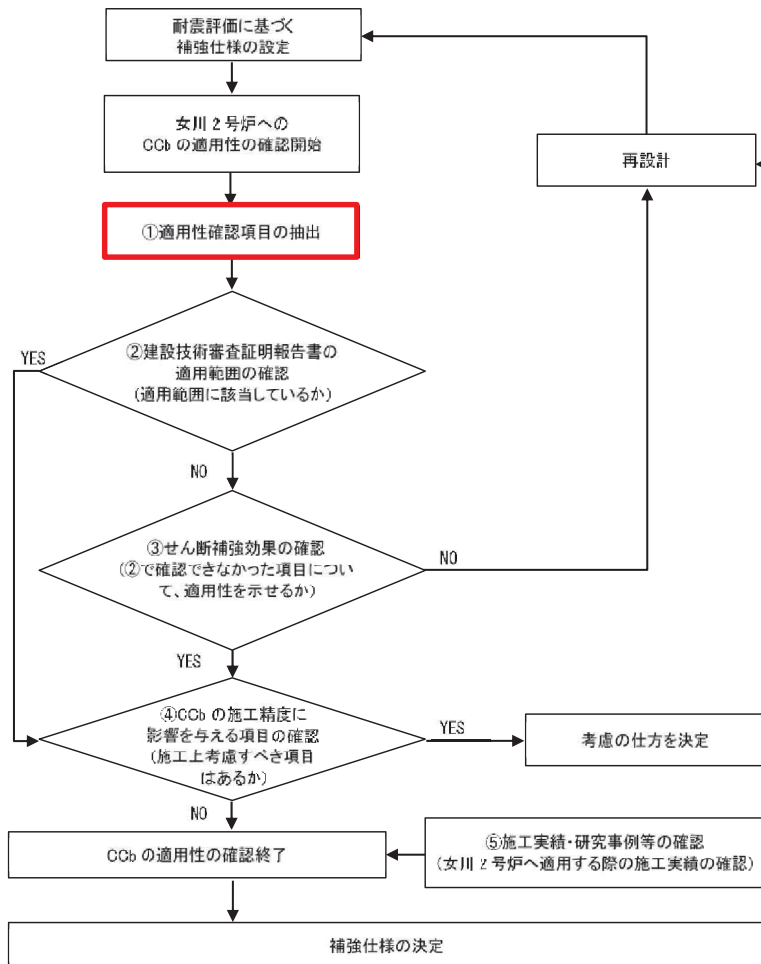 耐震評価に基づく
補強仕様の設定
女川２号炉への
CCb の適用性の確認開始
再設計
①適用性確認項目の抽出
YES
②建設技術審査証明報告書の
適用範囲の確認
(適用範囲に該当しているか)
NO
③せん断補強効果の確認
(②で確認できなかった項目につい
て、適用性を示せるか)
NO
YES
④CCb の施工精度に
影響を与える項目の確認
(施工上考慮すべき項目
はあるか)
YES
考慮の仕方を決定
NO
CCb の適用性の確認終了
⑤施工実績・研究事例等の確認
(女川２号炉へ適用する際の施工実績の確認)
補強仕様の決定